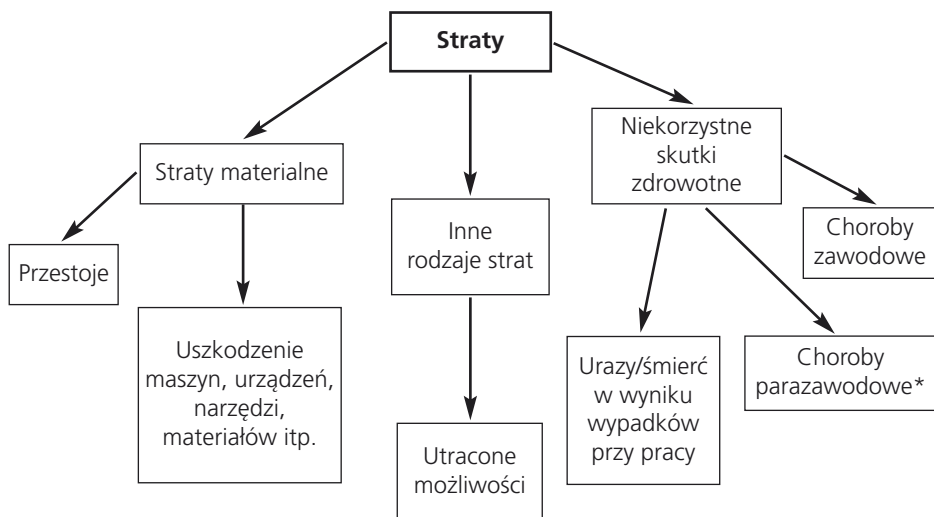 Straty
Straty materialne
Przestoje
Uszkodzenie
maszyn, urządzeń,
narzędzi,
materiałów itp.
Inne
rodzaje strat
Utracone
możliwości
Niekorzystne
skutki
zdrowotne
Urazy/śmierć
w wyniku
wypadków
przy pracy
Choroby
parazawodowe*
Choroby
zawodowe